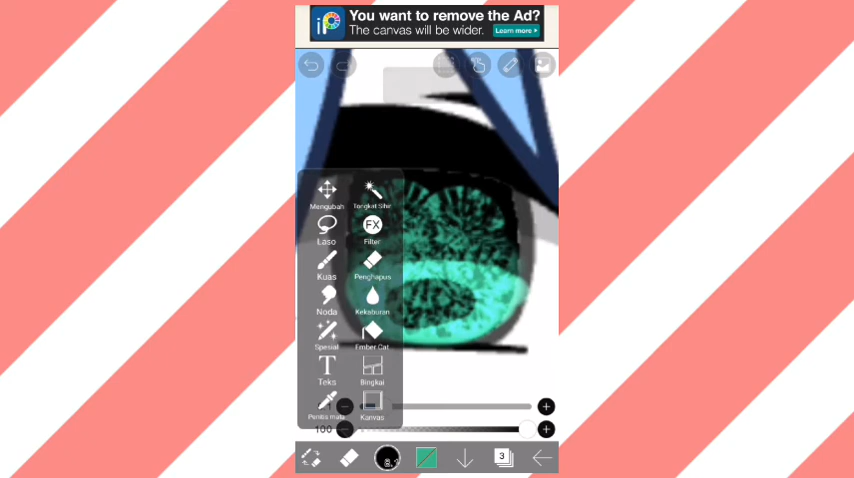 iP
You want to remove the Ad?
The canvas will be wider.
Learn more
Mengubah
Tongkat Sihir
Laso
FX
Filter
Kuas
Penghapus
Noda
Kekaburan
Spesial
Ember Cat
T
Teks
Bingkai
Kanvas
100
3